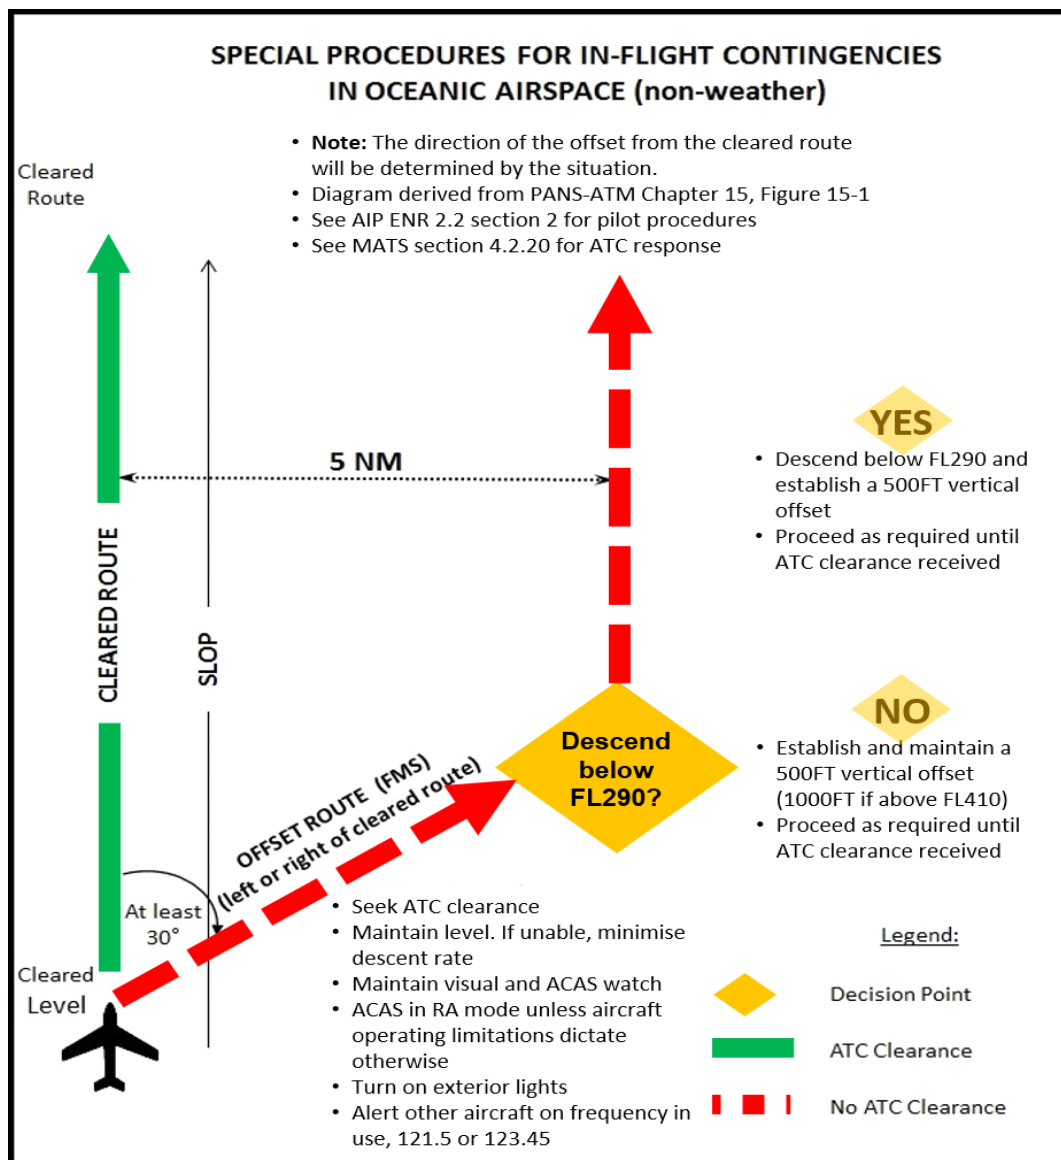 SPECIAL PROCEDURES FOR IN-FLIGHT CONTINGENCIES
IN OCEANIC AIRSPACE (non-weather)
• Note: The direction of the offset from the cleared route
will be determined by the situation.
• Diagram derived from PANS-ATM Chapter 15, Figure 15-1
• See AIP ENR 2.2 section 2 for pilot procedures
• See MATS section 4.2.20 for ATC response
Cleared
Route
5 NM
CLEARED ROUTE
SLOP
YES
• Descend below FL290 and
establish a 500FT vertical
offset
• Proceed as required until
ATC clearance received
NO
• Establish and maintain a
500FT vertical offset
(1000FT if above FL410)
• Proceed as required until
ATC clearance received
Descend
below
FL290?
OFFSET ROUTE (FMS)
(left or right of cleared route)
At least
30°
Cleared
Level
• Seek ATC clearance
• Maintain level. If unable, minimise
descent rate
• Maintain visual and ACAS watch
• ACAS in RA mode unless aircraft
operating limitations dictate
otherwise
• Turn on exterior lights
• Alert other aircraft on frequency in
use, 121.5 or 123.45
Legend:
Decision Point
ATC Clearance
No ATC Clearance